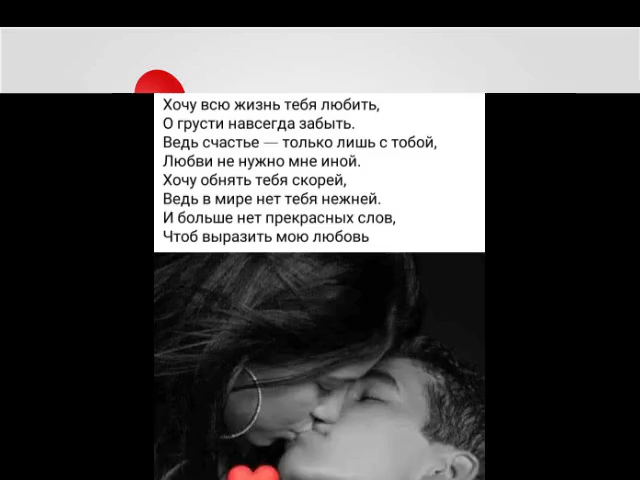 Хочу всю жизнь тебя любить,
О грусти навсегда забыть.
Ведь счастье — только лишь с тобой,
Любви не нужно мне иной.
Хочу обнять тебя скорей,
Ведь в мире нет тебя нежней.
И больше нет прекрасных слов,
Чтоб выразить мою любовь